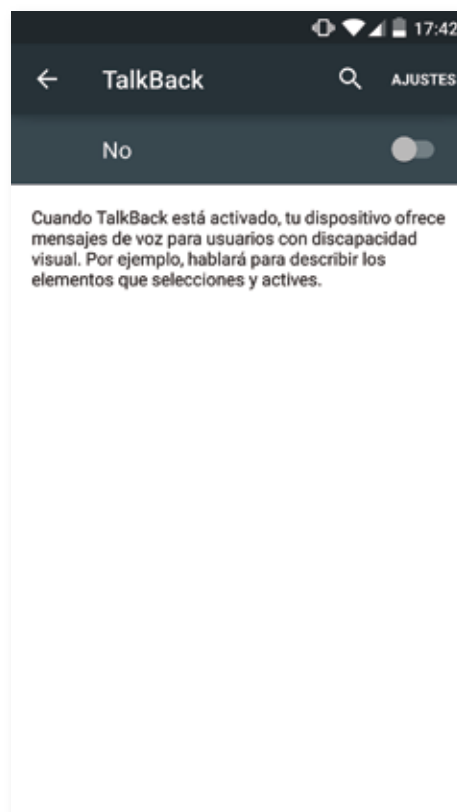 17:42
TalkBack AJUSTES
No
Cuando TalkBack está activado, tu dispositivo ofrece
mensajes de voz para usuarios con discapacidad
visual. Por ejemplo, hablará para describir los
elementos que selecciones y actives.